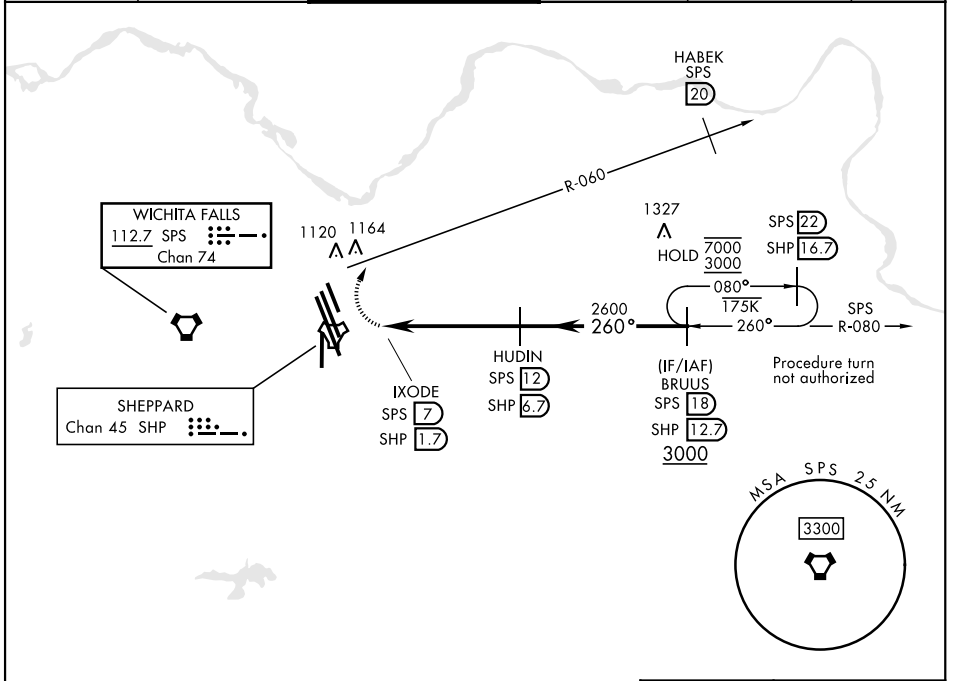 HABEK
SPS
20
R-060
WICHITA FALLS
112.7 SPS
Chan 74
1120
1164
1327
HOLD 7000
3000
SPS 22
SHP 16.7
080°
175K
260°
SPS
R-080
2600
260°
HUDIN
SPS 12
SHP 6.7
IXODE
SPS 7
SHP 1.7
(IF/IAF)
BRUUS
SPS 18
SHP 12.7
3000
Procedure turn
not authorized
SHEPPARD
Chan 45 SHP
MSA SPS 25 NM
3300